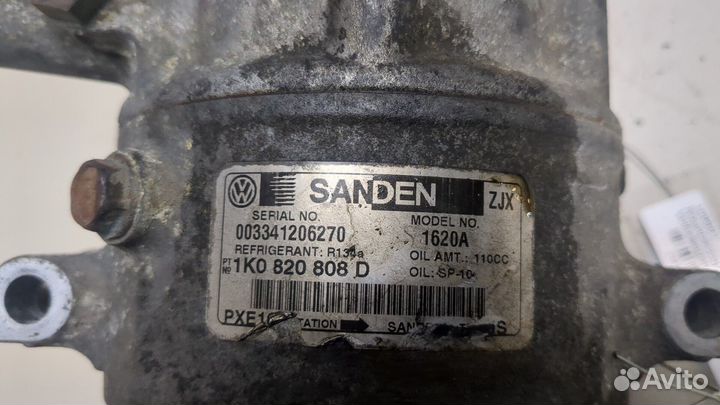 SANDEN ZJX
SERIAL NO. MODEL NO.
003341206270 1620A
REFRIGERANT: R134a OIL AMT.: 110CC
PT NO 1K0 820 808 D OIL: SP-10
Avito